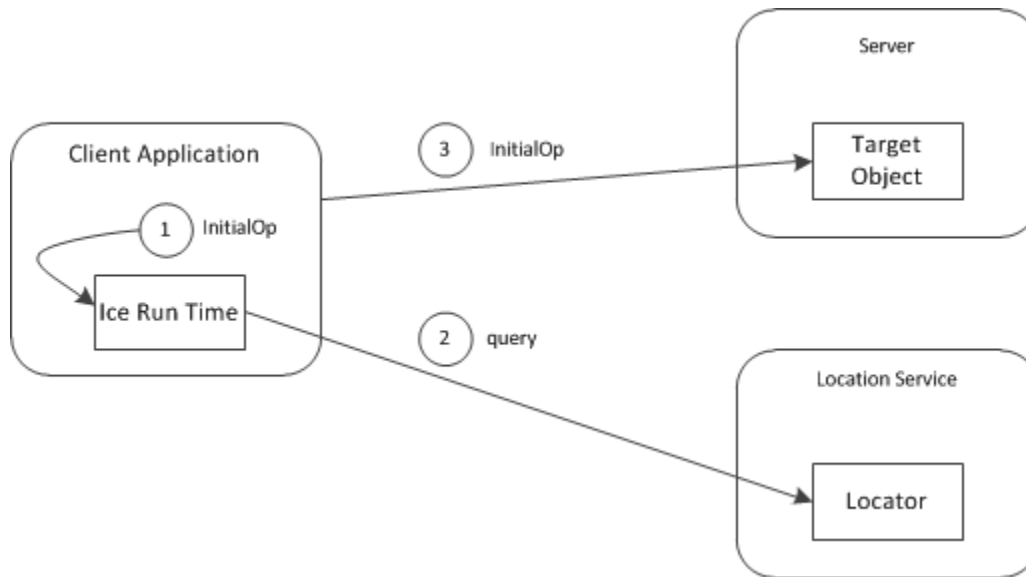 Server
Client Application
3 InitialOp
Target
Object
1 InitialOp
Ice Run Time
2 query
Location Service
Locator